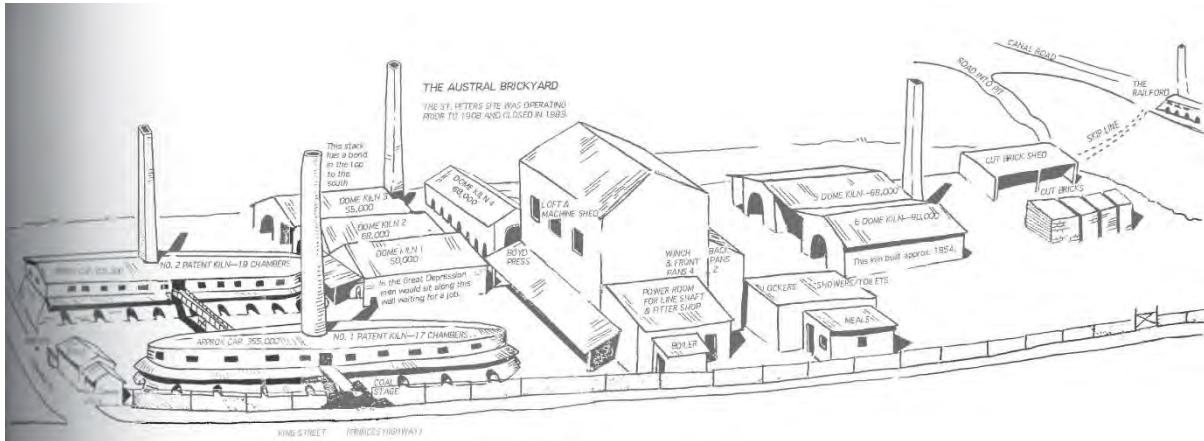 THE AUSTRAL BRICKYARD
THE ST. PETERS SITE WAS OPERATING
PRIOR TO 1908 AND CLOSED IN 1983.
CANAL ROAD
ROAD INTO PIT
THE
RAILFORD
SKIP LINE
This stack
has a bend
in the top
to the
south
DOME KILN 3
55,000
DOME KILN 4
68,000
DOME KILN 2
68,000
DOME KILN 1
50,000
In the Great Depression
men would sit along this
wall waiting for a job.
LOFT &
MACHINE SHED
BOYD
PRESS
WINCH
& FRONT
PANS 4
BACK
PANS
2
POWER ROOM
FOR LINE SHAFT
& FITTER SHOP
BOILER
5 DOME KILN—68,000
6 DOME KILN—90,000
This kiln built approx. 1954.
CUT BRICK SHED
CUT BRICKS
LOCKERS
SHOWERS/TOILETS
MEALS
NO. 2 PATENT KILN—19 CHAMBERS
APPROX CAP. 355,000
NO. 1 PATENT KILN—17 CHAMBERS
COAL
STAGE
KING STREET (PRINCES HIGHWAY)